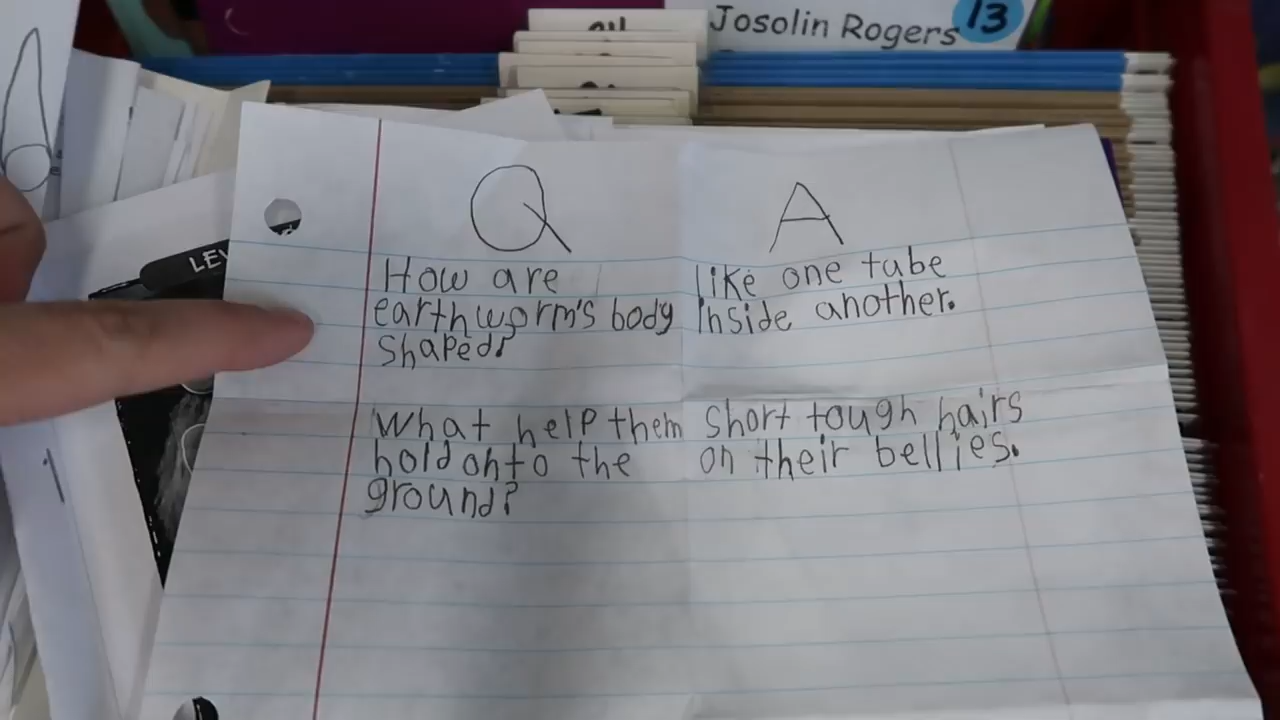 Josolin Rogers 13
LEV
Q A
How are like one tube
earthworm's body inside another.
shaped?
What help them short tough hairs
hold onto the on their bellies.
ground?